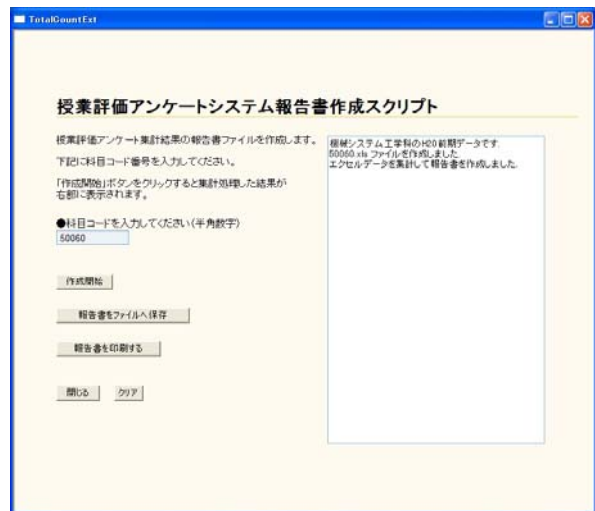 TotalCountExt
授業評価アンケートシステム報告書作成スクリプト
授業評価アンケート集計結果の報告書ファイルを作成します。
下記に科目コード番号を入力してください。
「作成開始」ボタンをクリックすると集計処理した結果が
右部に表示されます。
●科目コードを入力してください(半角数字)
50060
作成開始
報告書をファイルへ保存
報告書を印刷する
閉じる
クリア
機械システム工学科のH20前期データです.
50060.xls ファイルを作成しました.
エクセルデータを集計して報告書を作成しました.